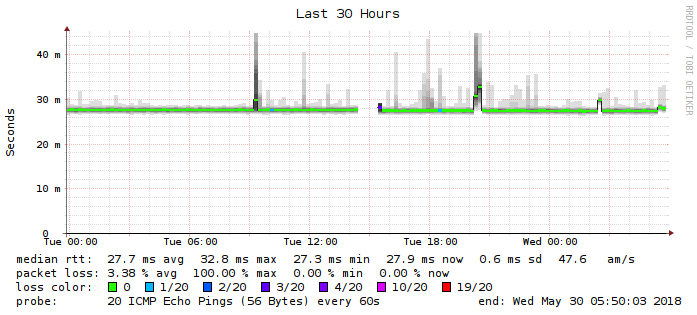 Last 30 Hours
RRDTOOL / TOBI OETIKER
Seconds
40 m
30 m
20 m
10 m
0
Tue 00:00 Tue 06:00 Tue 12:00 Tue 18:00 Wed 00:00
median rtt: 27.7 ms avg 32.8 ms max 27.3 ms min 27.9 ms now 0.6 ms sd 47.6 am/s
packet loss: 3.38 % avg 100.00 % max 0.00 % min 0.00 % now
loss color: 0 1/20 2/20 3/20 4/20 10/20 19/20
probe: 20 ICMP Echo Pings (56 Bytes) every 60s end: Wed May 30 05:50:03 2018